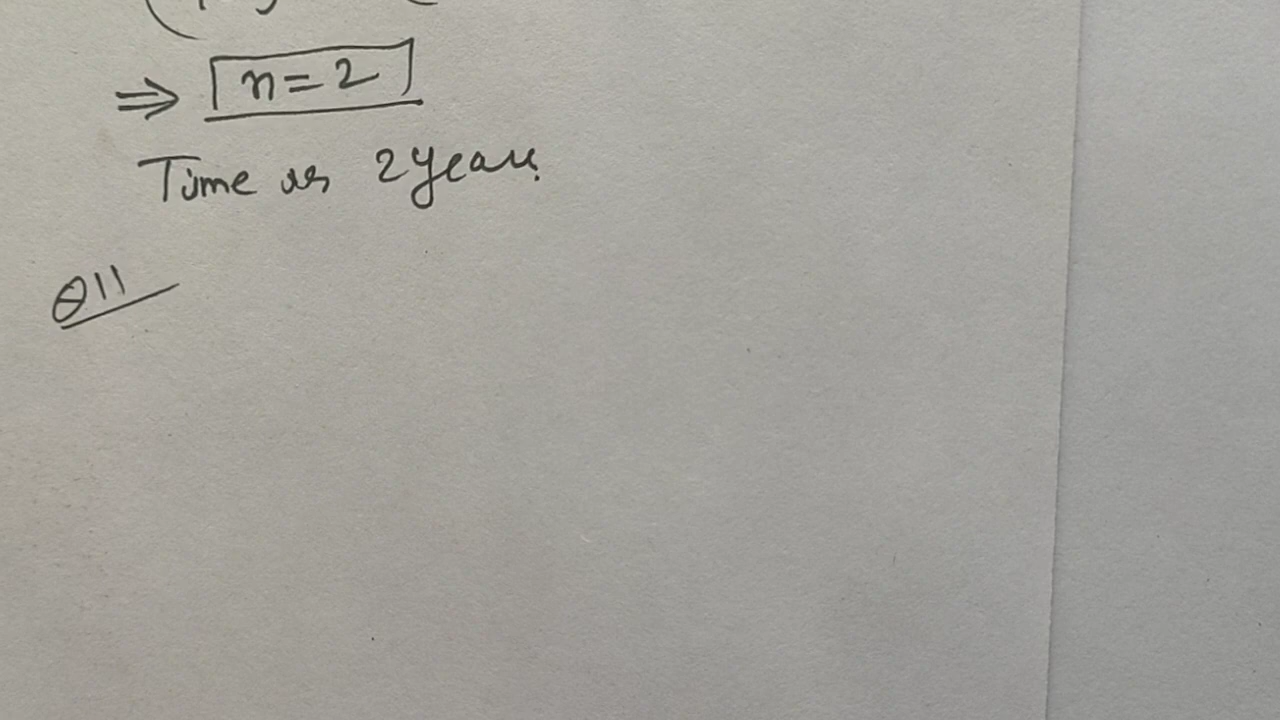 ⇒ n=2
Time is 2 years.
Q11